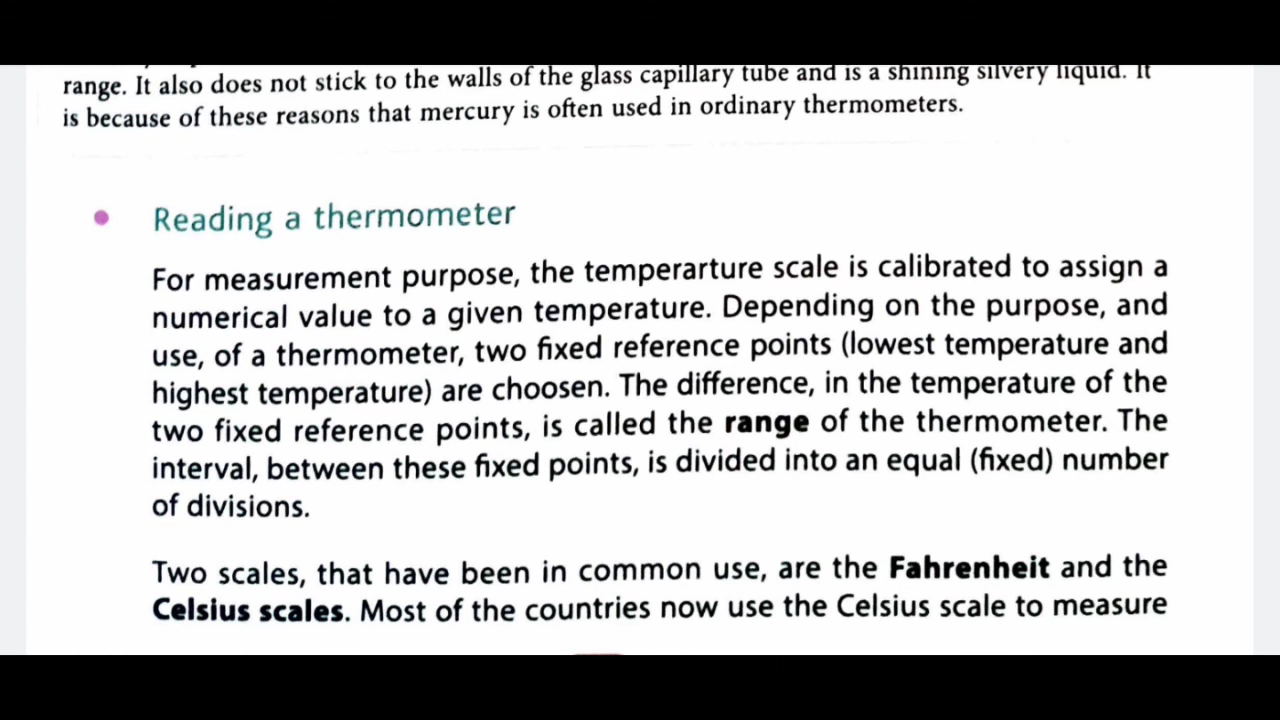 range. It also does not stick to the walls of the glass capillary tube and is a shining silvery liquid. It
is because of these reasons that mercury is often used in ordinary thermometers.
• Reading a thermometer
For measurement purpose, the temperarture scale is calibrated to assign a
numerical value to a given temperature. Depending on the purpose, and
use, of a thermometer, two fixed reference points (lowest temperature and
highest temperature) are choosen. The difference, in the temperature of the
two fixed reference points, is called the range of the thermometer. The
interval, between these fixed points, is divided into an equal (fixed) number
of divisions.
Two scales, that have been in common use, are the Fahrenheit and the
Celsius scales. Most of the countries now use the Celsius scale to measure